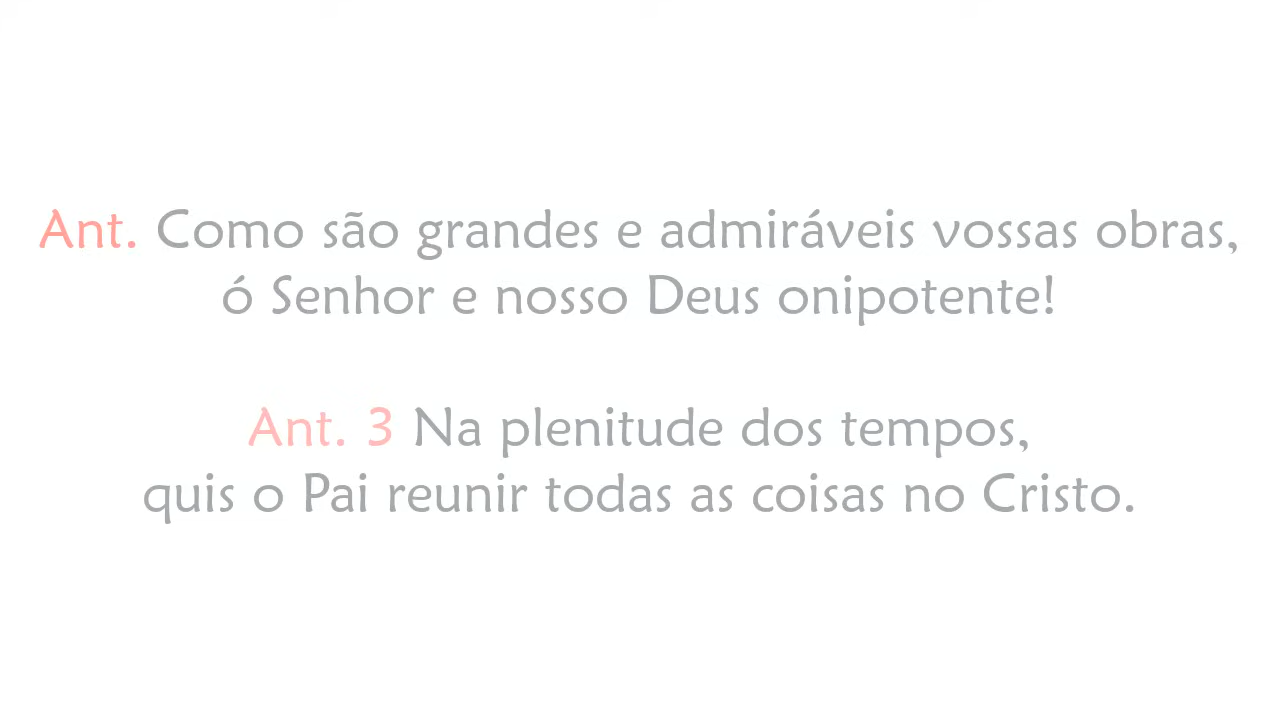 Ant. Como são grandes e admiráveis vossas obras,
ó Senhor e nosso Deus onipotente!
Ant. 3 Na plenitude dos tempos,
quis o Pai reunir todas as coisas no Cristo.